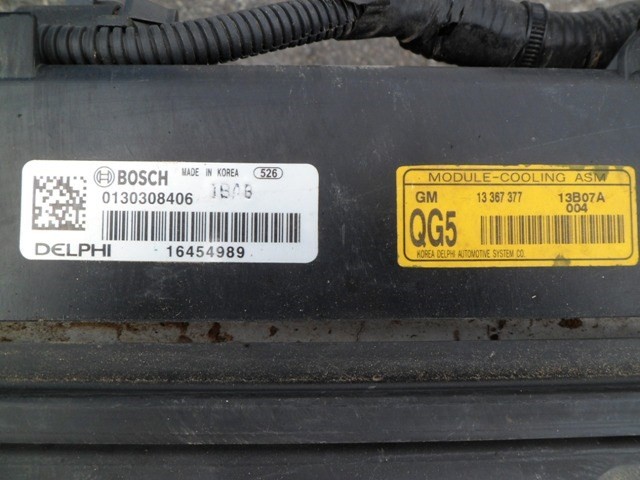 BOSCH MADE IN KOREA 526
0130308406 JBAB
DELPHI 16454989
MODULE-COOLING ASM
GM 13 367 377 13B07A
004
QG5
KOREA DELPHI AUTOMOTIVE SYSTEM CO.